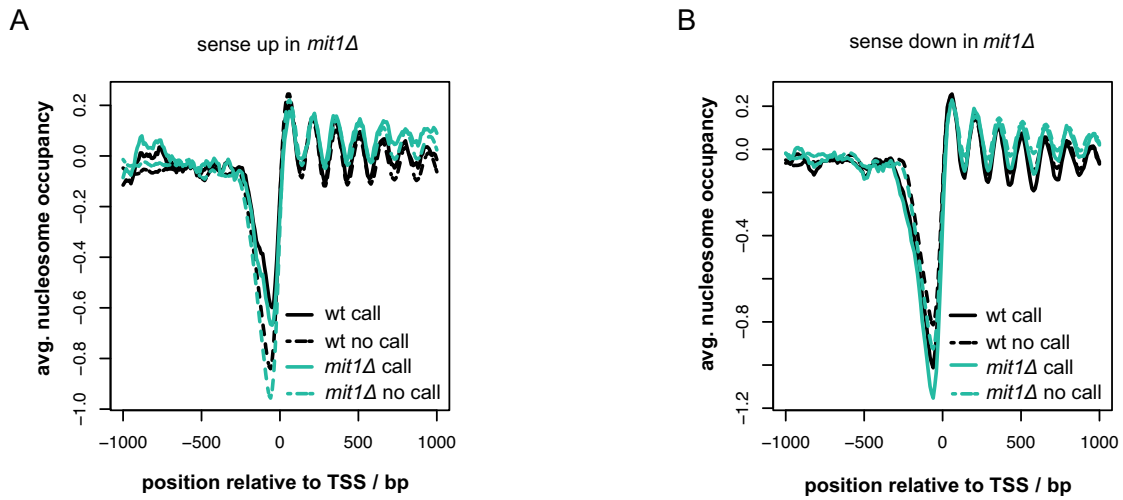 A
sense up in mit1Δ
avg. nucleosome occupancy
0.2
0.0
−0.2
−0.4
−0.6
−0.8
−1.0
wt call
wt no call
mit1Δ call
mit1Δ no call
−1000
−500
0
500
1000
position relative to TSS / bp
B
sense down in mit1Δ
avg. nucleosome occupancy
0.2
0.0
−0.4
−0.8
−1.2
wt call
wt no call
mit1Δ call
mit1Δ no call
−1000
−500
0
500
1000
position relative to TSS / bp